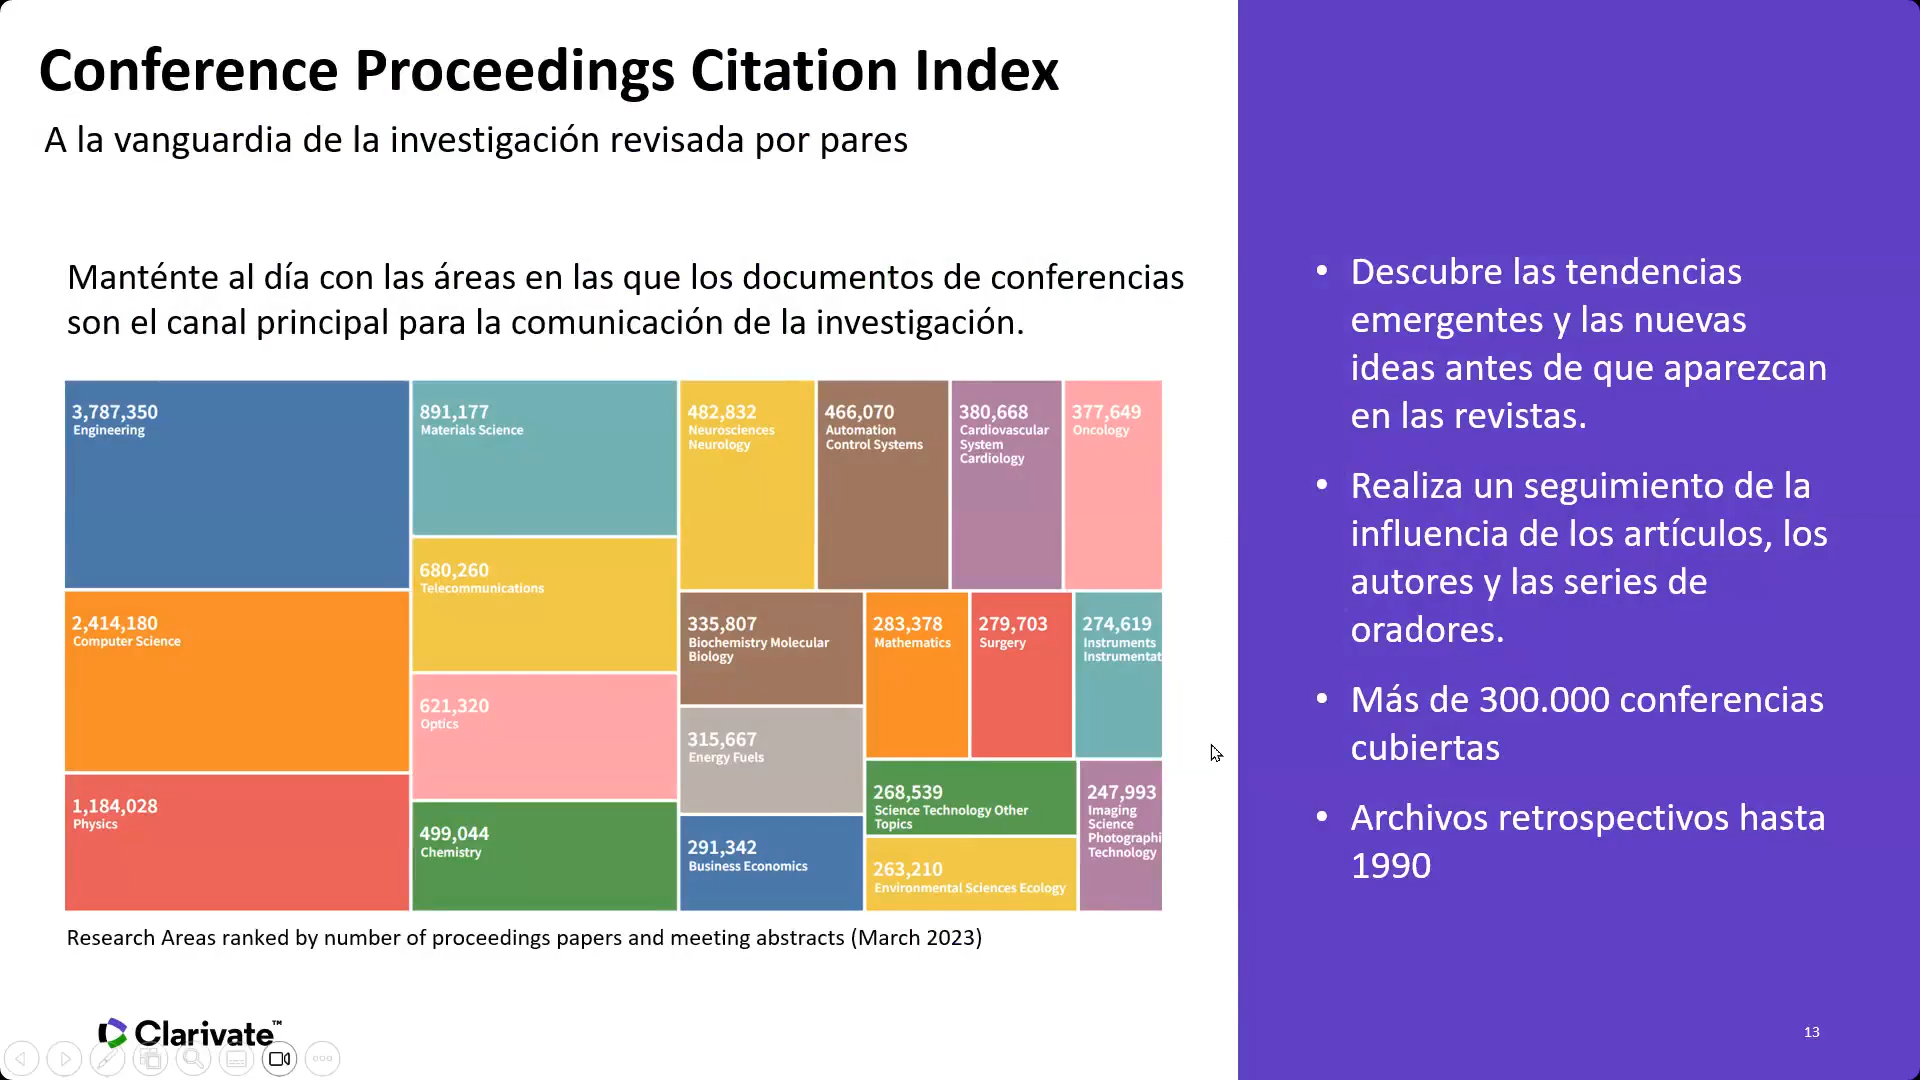 Conference Proceedings Citation Index
A la vanguardia de la investigación revisada por pares
Manténte al día con las áreas en las que los documentos de conferencias
son el canal principal para la comunicación de la investigación.
3,787,350
Engineering
2,414,180
Computer Science
1,184,028
Physics
891,177
Materials Science
680,260
Telecommunications
621,320
Optics
499,044
Chemistry
482,832
Neurosciences
Neurology
466,070
Automation
Control Systems
380,668
Cardiovascular
System
Cardiology
377,649
Oncology
335,807
Biochemistry Molecular
Biology
315,667
Energy Fuels
291,342
Business Economics
283,378
Mathematics
279,703
Surgery
274,619
Instruments
Instrumentat
268,539
Science Technology Other
Topics
263,210
Environmental Sciences Ecology
247,993
Imaging
Science
Photographi
Technology
Research Areas ranked by number of proceedings papers and meeting abstracts (March 2023)
• Descubre las tendencias
emergentes y las nuevas
ideas antes de que aparezcan
en las revistas.
• Realiza un seguimiento de la
influencia de los artículos, los
autores y las series de
oradores.
• Más de 300.000 conferencias
cubiertas
• Archivos retrospectivos hasta
1990
Clarivate™
13